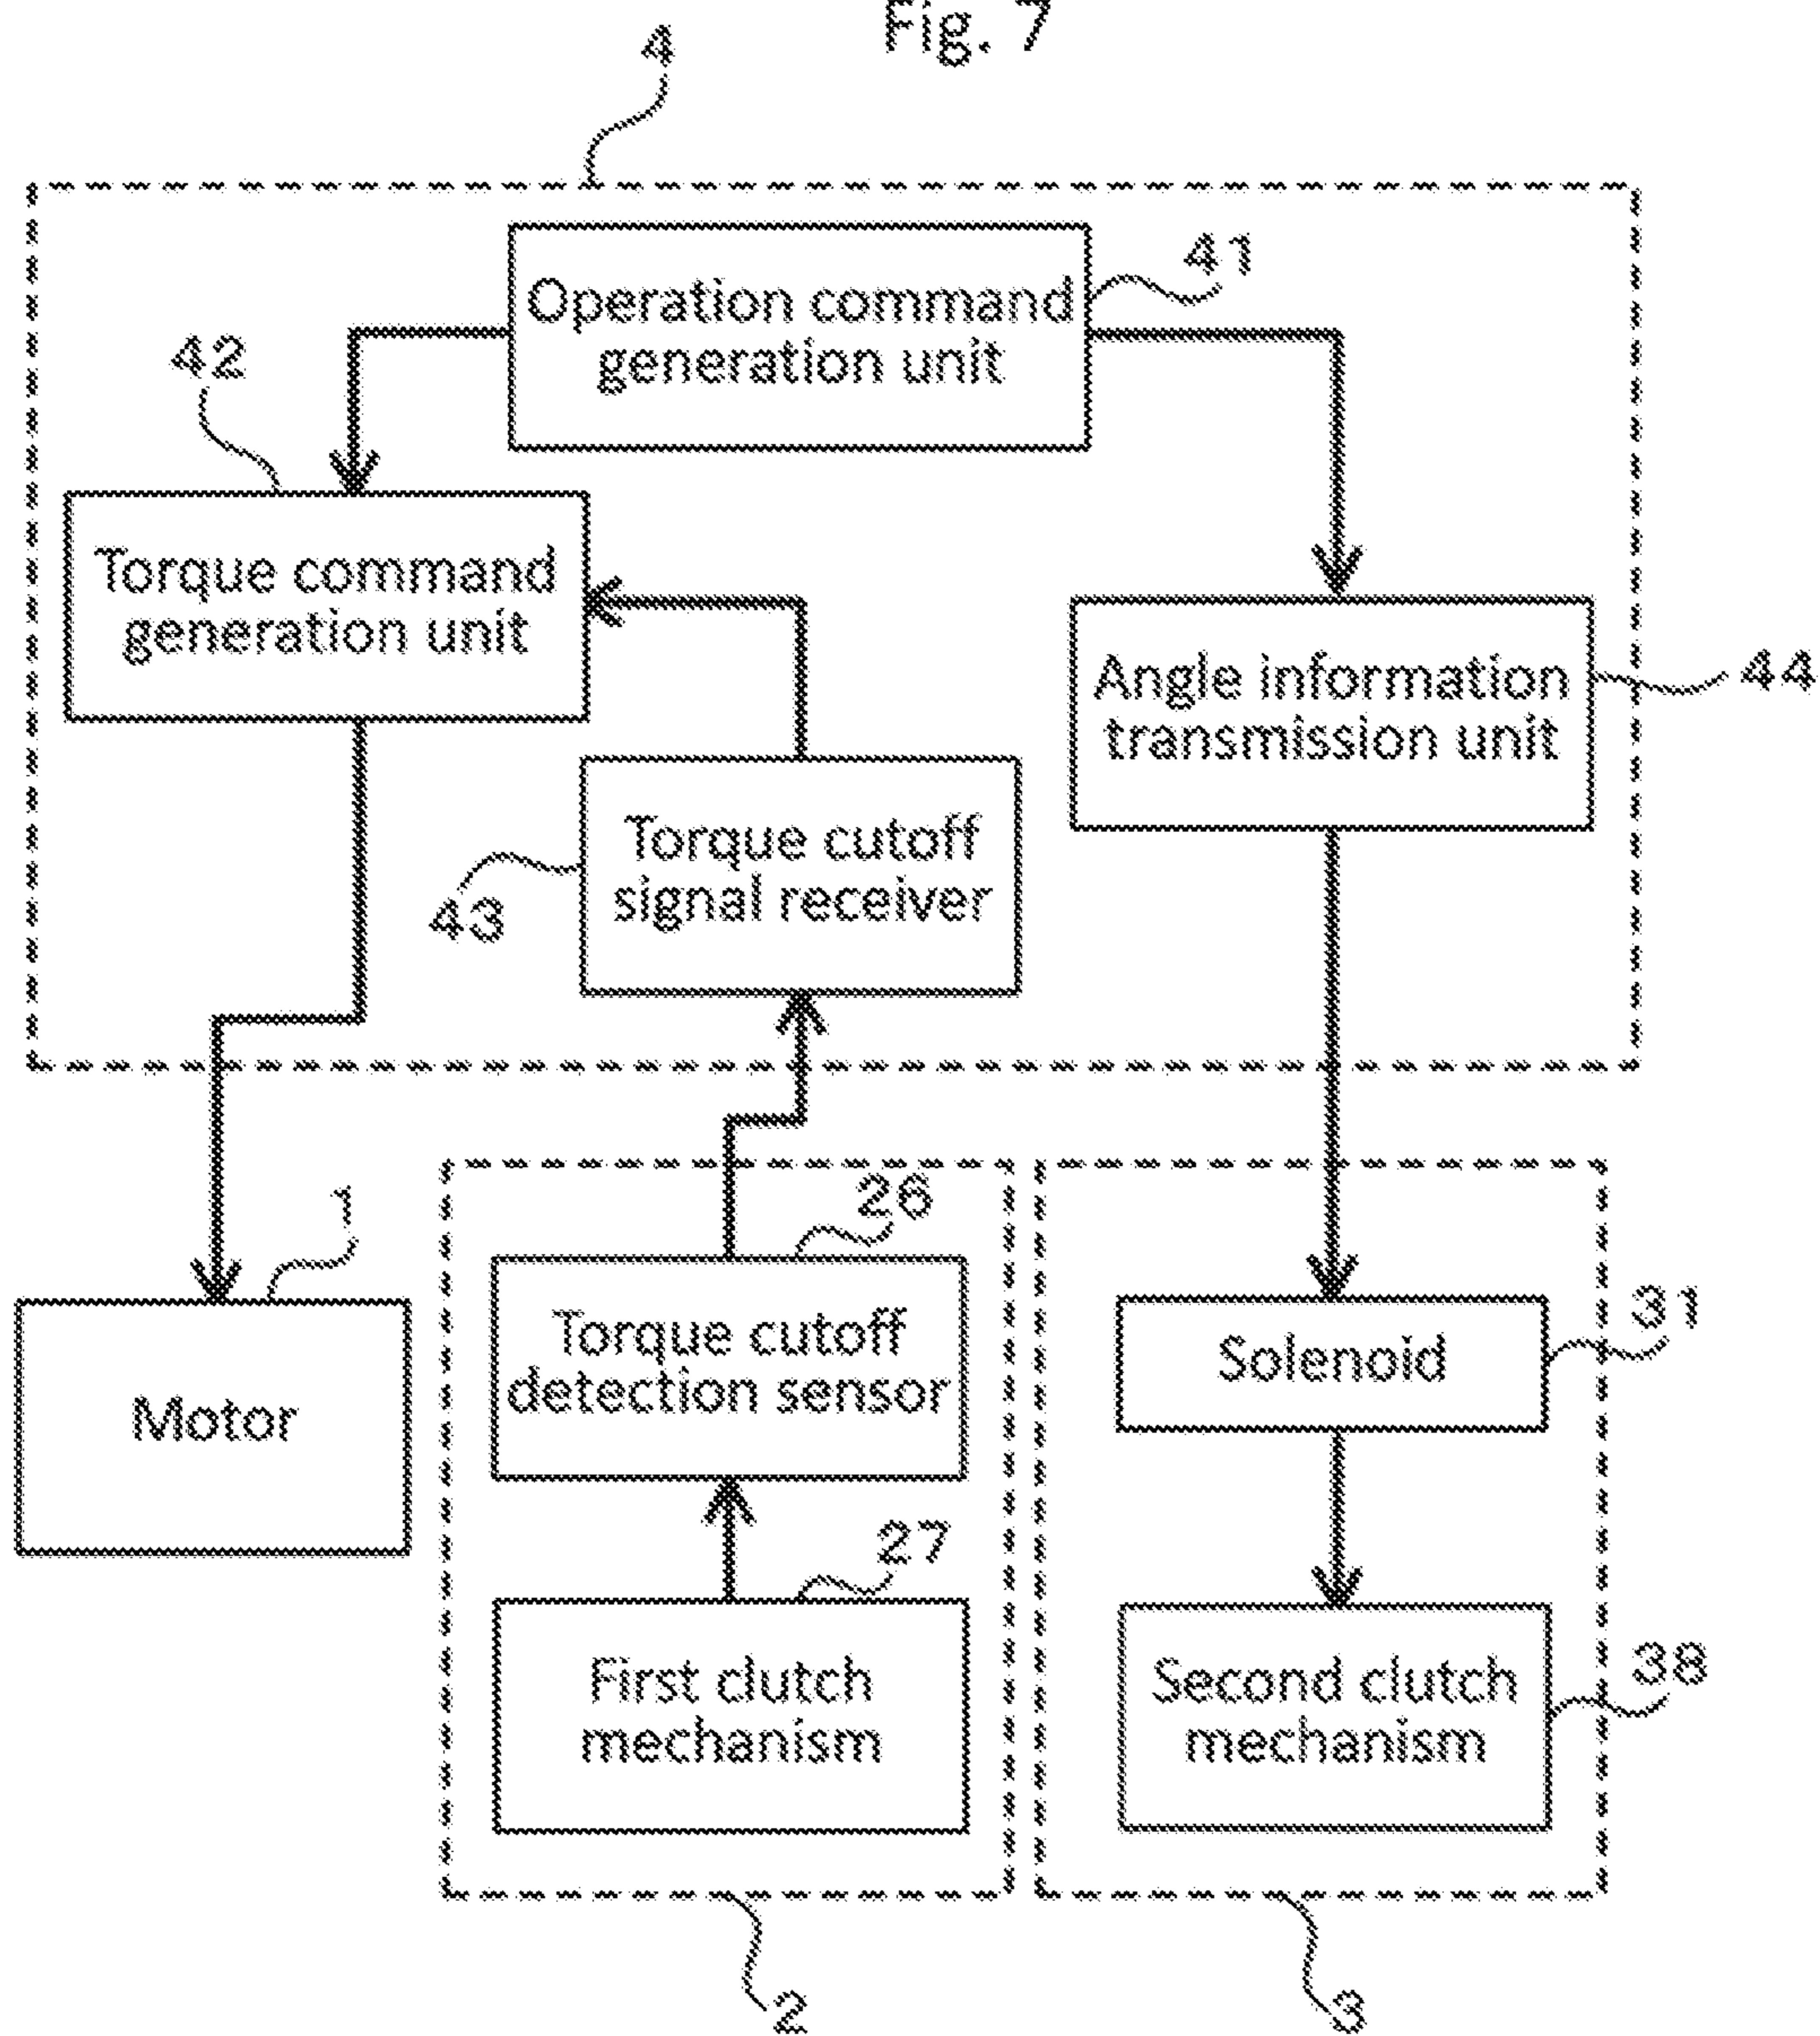 Fig. 7
4
Operation command
generation unit
41
42
Torque command
generation unit
Angle information
transmission unit
44
Torque cutoff
signal receiver
43
1
Motor
26
Torque cutoff
detection sensor
Solenoid
31
27
First clutch
mechanism
Second clutch
mechanism
38
2
3